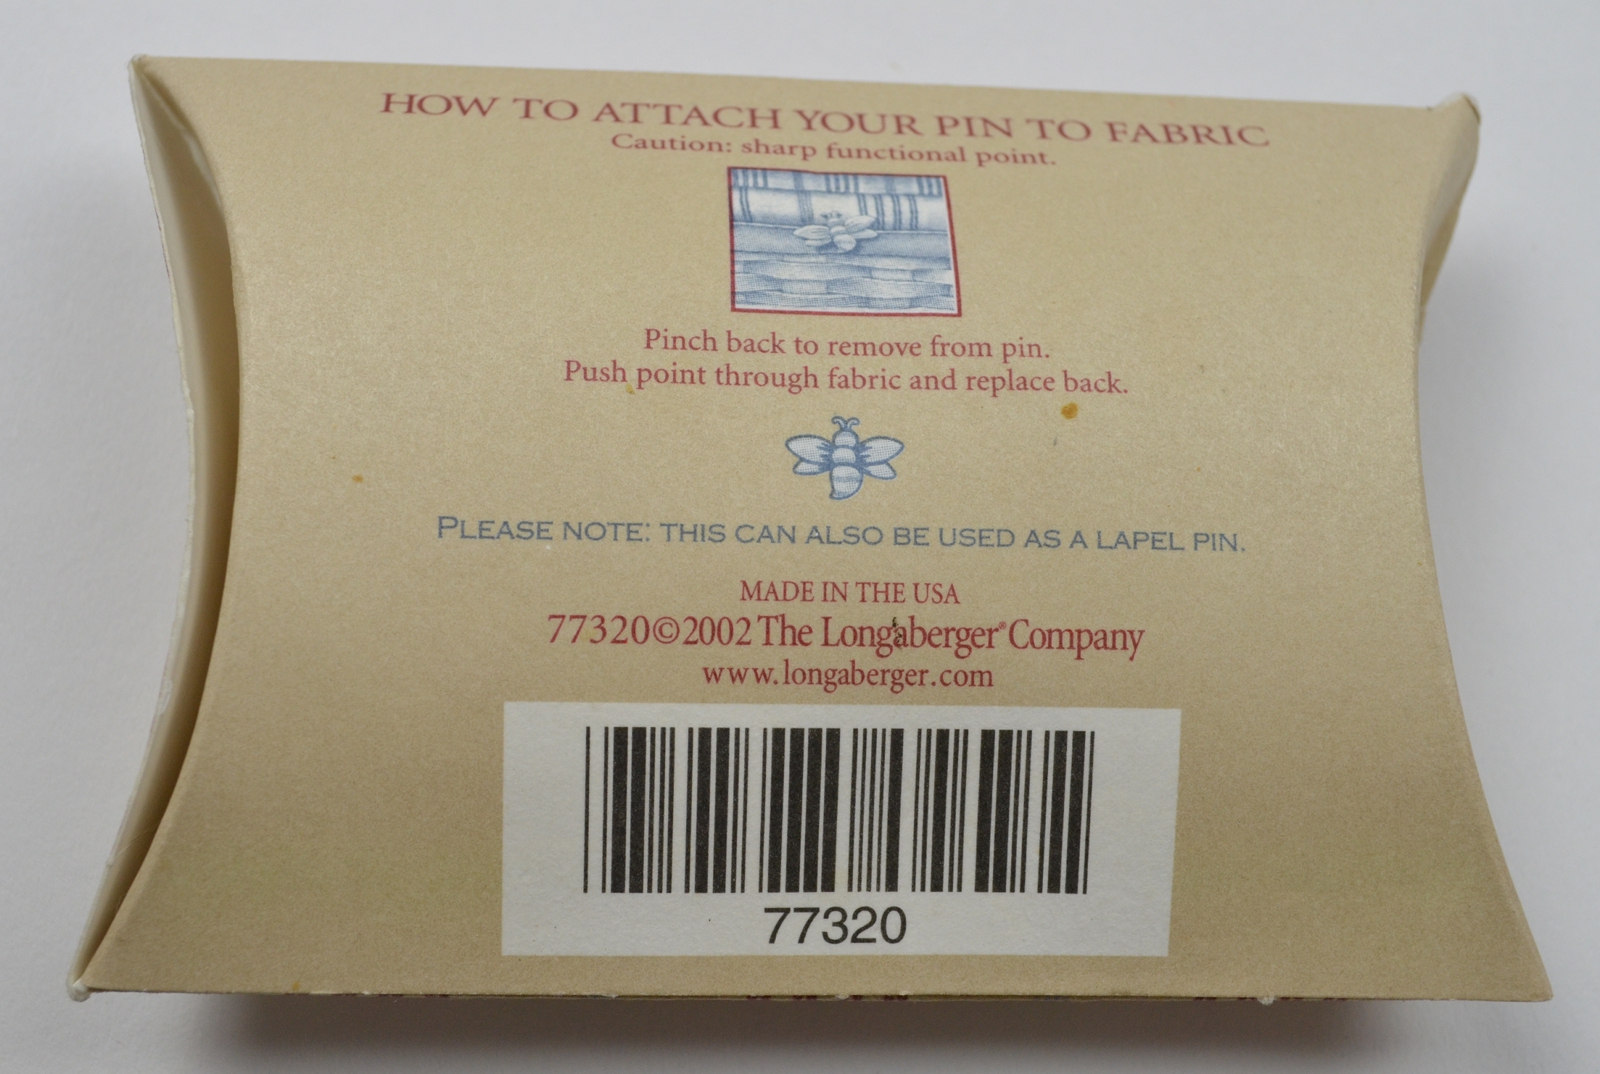 HOW TO ATTACH YOUR PIN TO FABRIC
Caution: sharp functional point.
Pinch back to remove from pin.
Push point through fabric and replace back.
PLEASE NOTE: THIS CAN ALSO BE USED AS A LAPEL PIN.
MADE IN THE USA
77320©2002 The Longaberger® Company
www.longaberger.com
77320